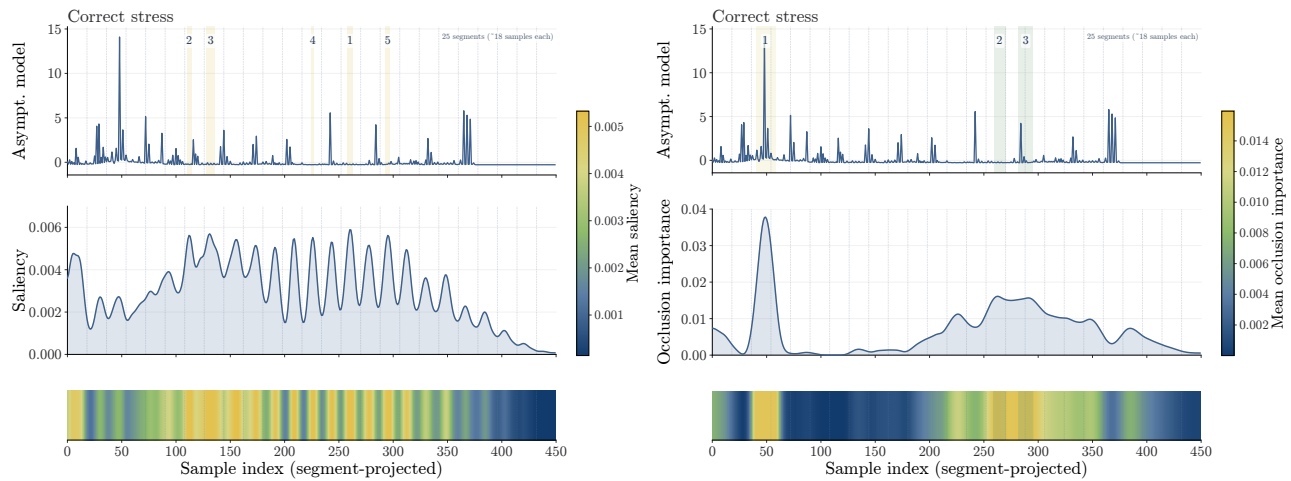 Correct stress
Asympt. model
15
10
5
0
2 3 4 1 5
25 segments (~18 samples each)
Saliency
0.006
0.004
0.002
0.000
0.005
0.004
0.003
0.002
0.001
Mean saliency
0 50 100 150 200 250 300 350 400 450
Sample index (segment-projected)
Correct stress
Asympt. model
15
10
5
0
1 2 3
25 segments (~18 samples each)
Occlusion importance
0.04
0.03
0.02
0.01
0.00
0.014
0.012
0.010
0.008
0.006
0.004
0.002
Mean occlusion importance
0 50 100 150 200 250 300 350 400 450
Sample index (segment-projected)